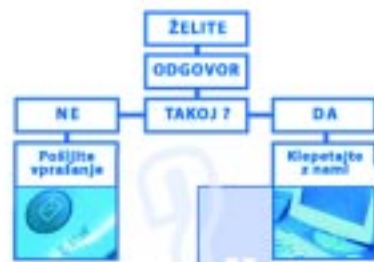 ŽELITE
ODGOVOR
NE TAKOJ ? DA
Pošljite
vprašanje
Klepetajte
z nami